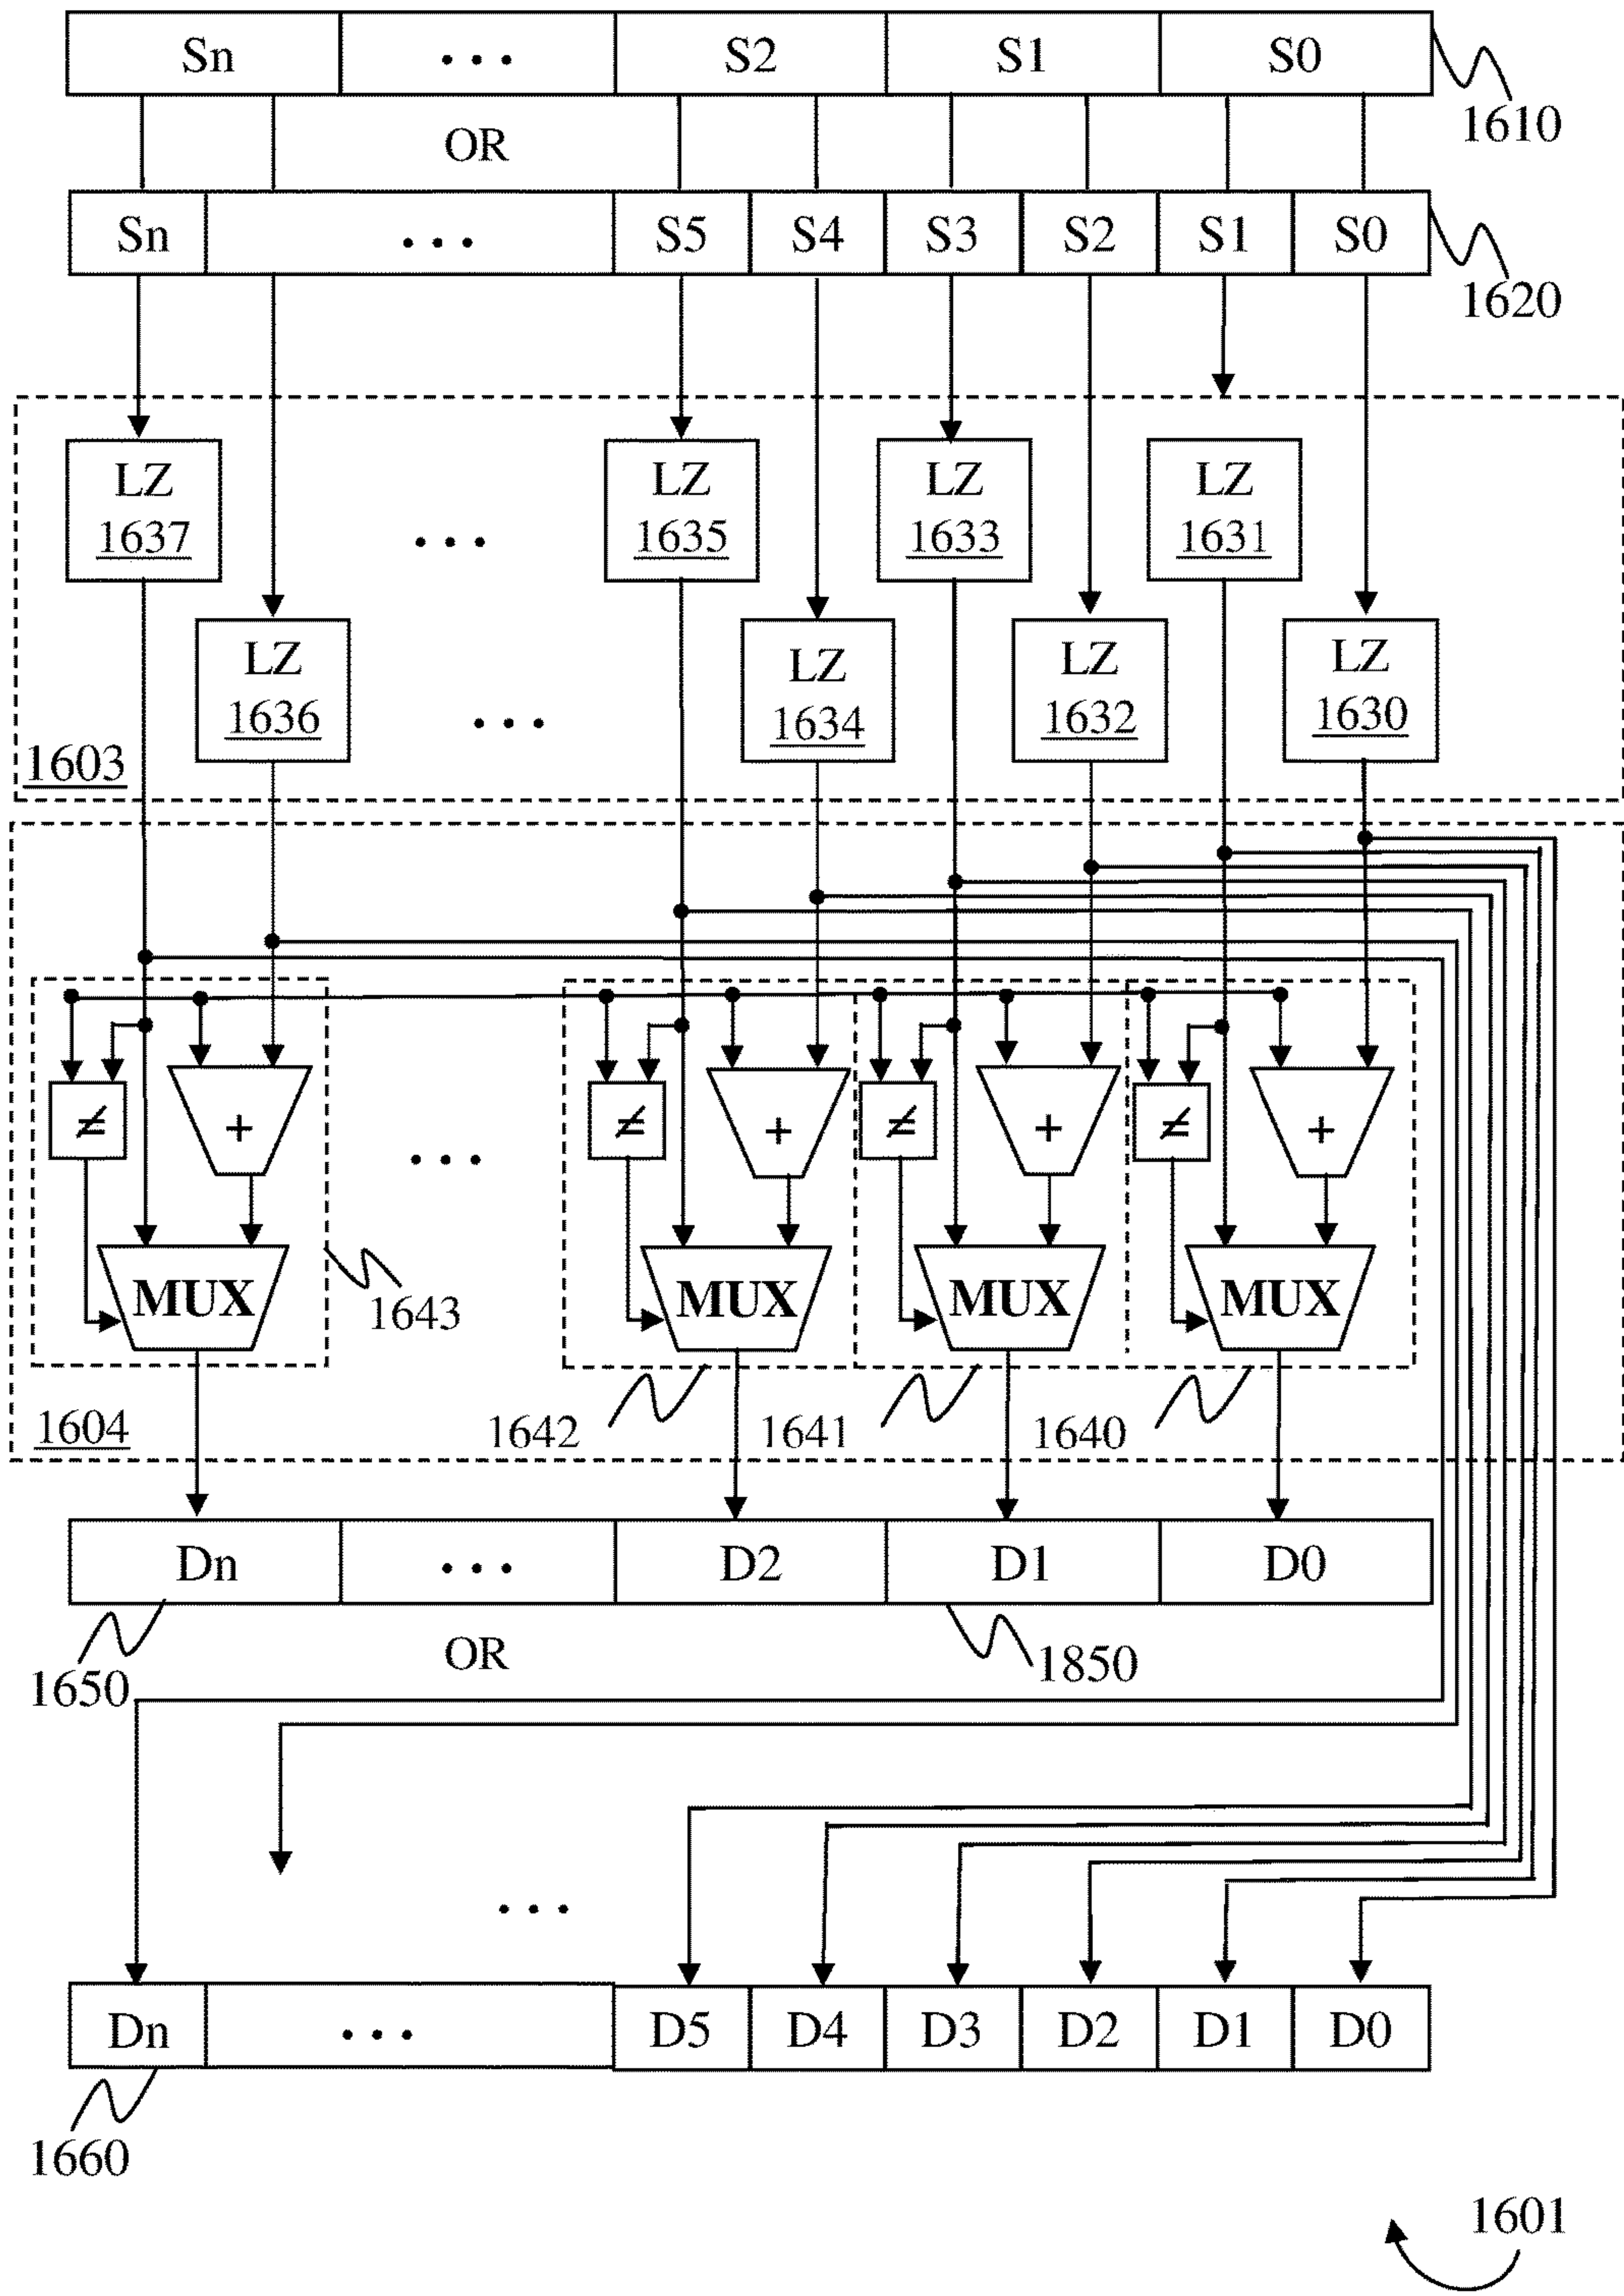 Sn ... S2 S1 S0
1610
OR
Sn ... S5 S4 S3 S2 S1 S0
1620
LZ LZ LZ LZ
1637 ... 1635 1633 1631
LZ LZ LZ LZ
1636 ... 1634 1632 1630
1603
≠ + ≠ + ≠ + ≠ +
...
MUX MUX MUX MUX
1643
1642 1641 1640
1604
Dn ... D2 D1 D0
1650 OR 1850
...
Dn ... D5 D4 D3 D2 D1 D0
1660
1601